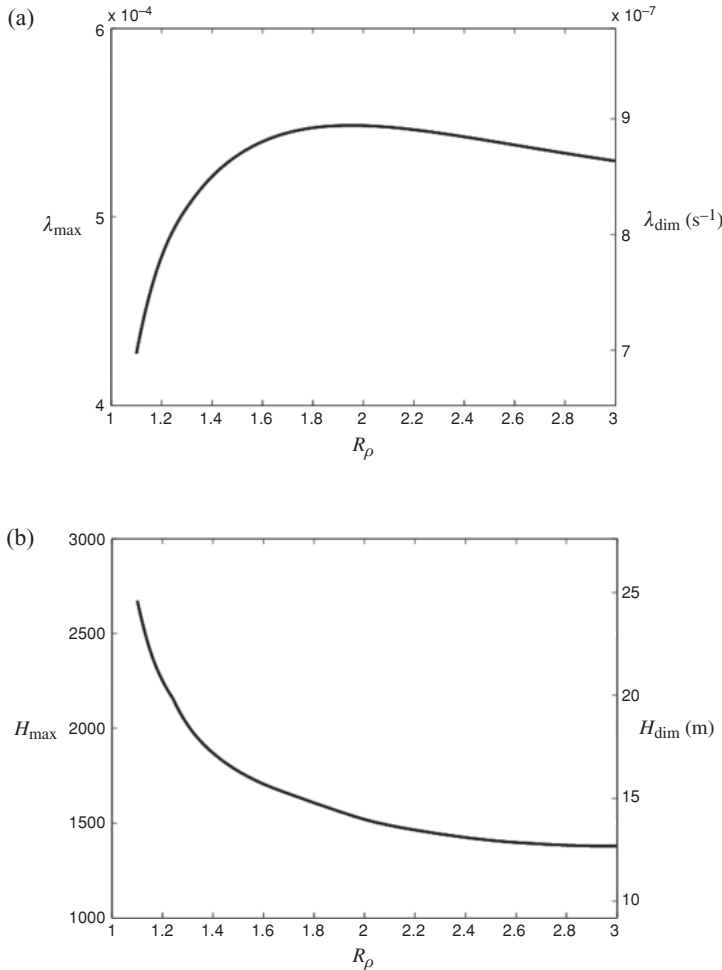 (a)
× 10⁻⁴
× 10⁻⁷
6
5
4
λmax
9
8
7
λdim (s⁻¹)
1 1.2 1.4 1.6 1.8 2 2.2 2.4 2.6 2.8 3
Rρ
(b)
3000
2500
2000
1500
1000
Hmax
25
20
15
10
Hdim (m)
1 1.2 1.4 1.6 1.8 2 2.2 2.4 2.6 2.8 3
Rρ